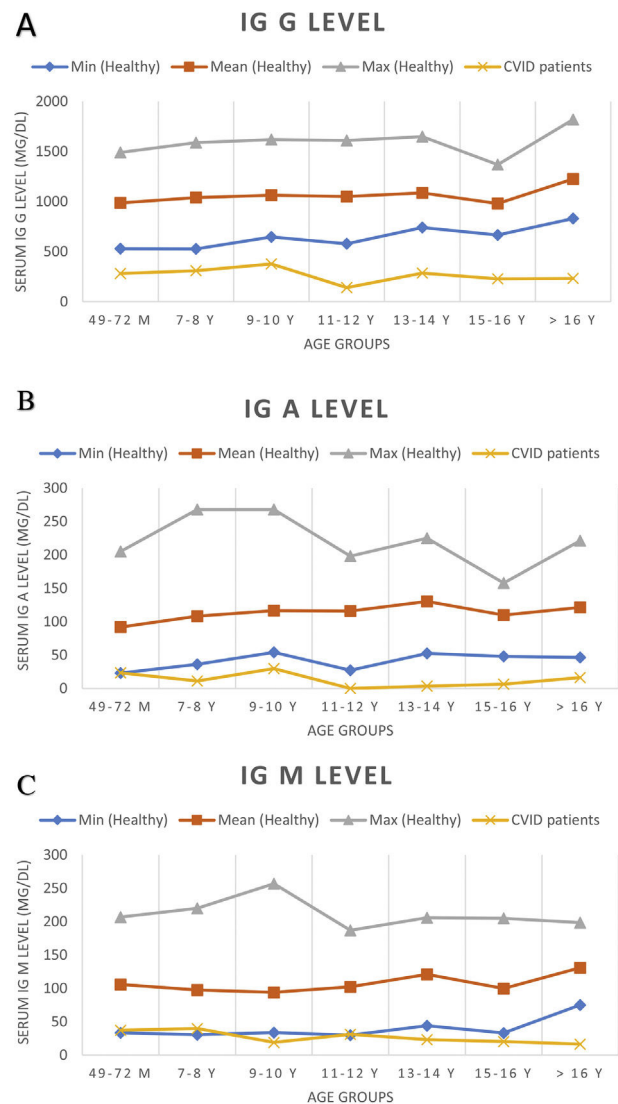 A
IG G LEVEL
Min (Healthy) Mean (Healthy) Max (Healthy) CVID patients
SERUM IG G LEVEL (MG/DL)
2000
1500
1000
500
0
49-72 M 7-8 Y 9-10 Y 11-12 Y 13-14 Y 15-16 Y > 16 Y
AGE GROUPS
B
IG A LEVEL
Min (Healthy) Mean (Healthy) Max (Healthy) CVID patients
SERUM IG A LEVEL (MG/DL)
300
250
200
150
100
50
0
49-72 M 7-8 Y 9-10 Y 11-12 Y 13-14 Y 15-16 Y > 16 Y
AGE GROUPS
C
IG M LEVEL
Min (Healthy) Mean (Healthy) Max (Healthy) CVID patients
SERUM IG M LEVEL (MG/DL)
300
250
200
150
100
50
0
49-72 M 7-8 Y 9-10 Y 11-12 Y 13-14 Y 15-16 Y > 16 Y
AGE GROUPS